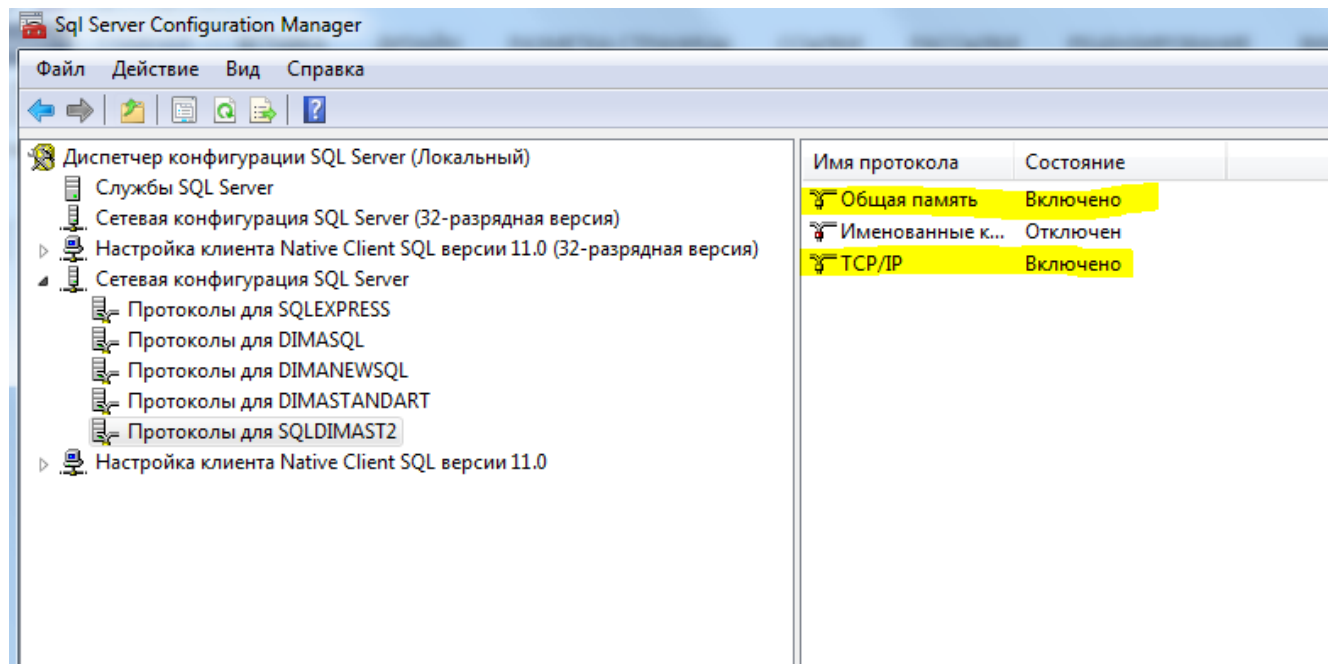 Sql Server Configuration Manager
Файл Действие Вид Справка
Диспетчер конфигурации SQL Server (Локальный)
Службы SQL Server
Сетевая конфигурация SQL Server (32-разрядная версия)
Настройка клиента Native Client SQL версии 11.0 (32-разрядная версия)
Сетевая конфигурация SQL Server
Протоколы для SQLEXPRESS
Протоколы для DIMASQL
Протоколы для DIMANEWSQL
Протоколы для DIMASTANDART
Протоколы для SQLDIMAST2
Настройка клиента Native Client SQL версии 11.0
Имя протокола Состояние
Общая память Включено
Именованные к... Отключен
TCP/IP Включено